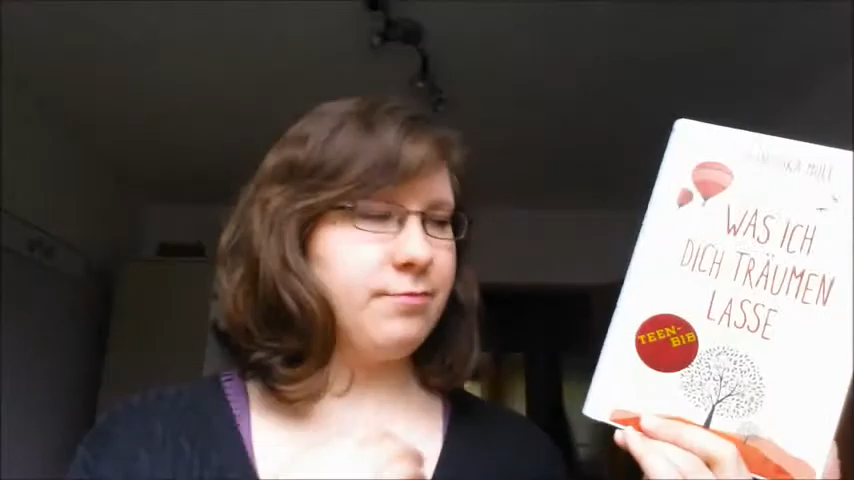 WAS ICH
DICH TRÄUMEN
LASSE
TEEN-
BIB